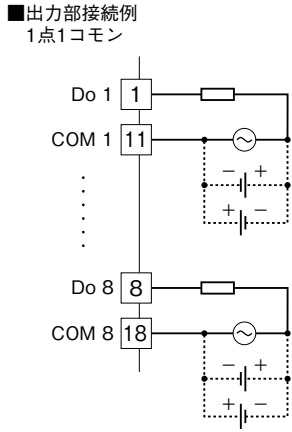 ■出力部接続例
1点1コモン
Do 1 1
COM 1 11
− +
+ −
Do 8 8
COM 8 18
− +
+ −